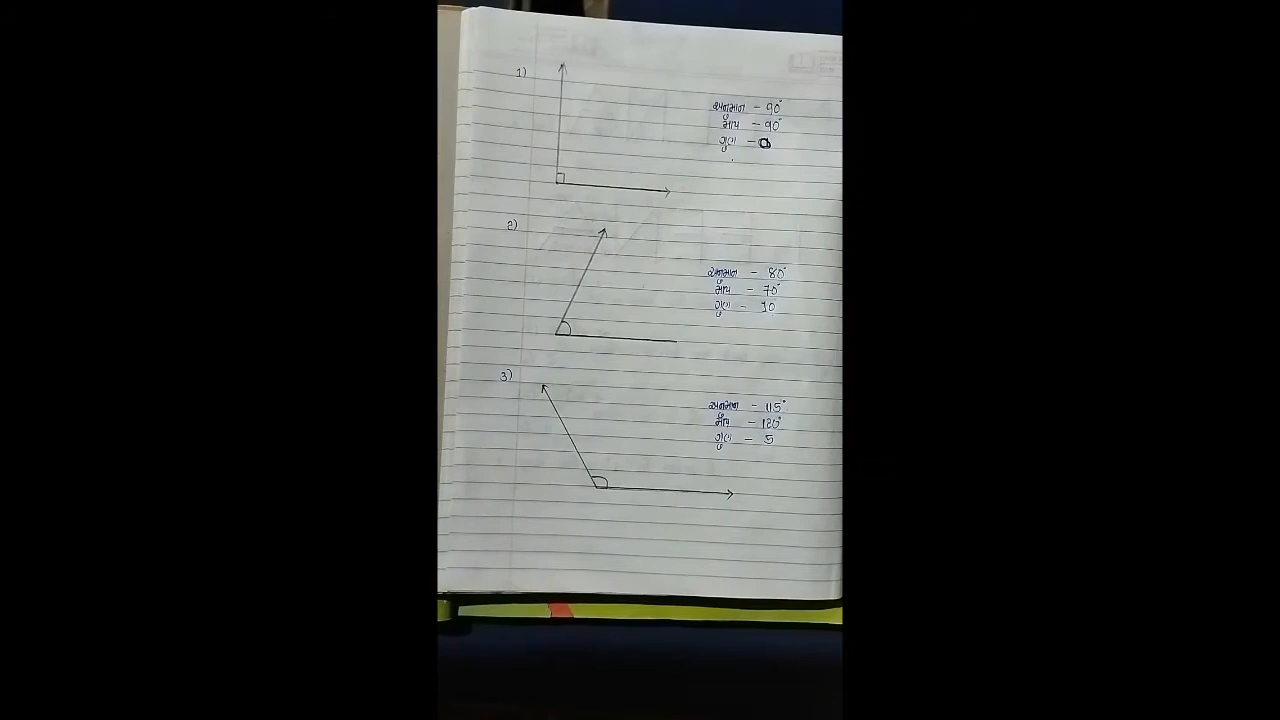 1)
અનુમાન - 90°
માપ - 90°
ગુણ - 0
2)
અનુમાન - 80°
માપ - 70°
ગુણ - 10
3)
અનુમાન - 115°
માપ - 120°
ગુણ - 5